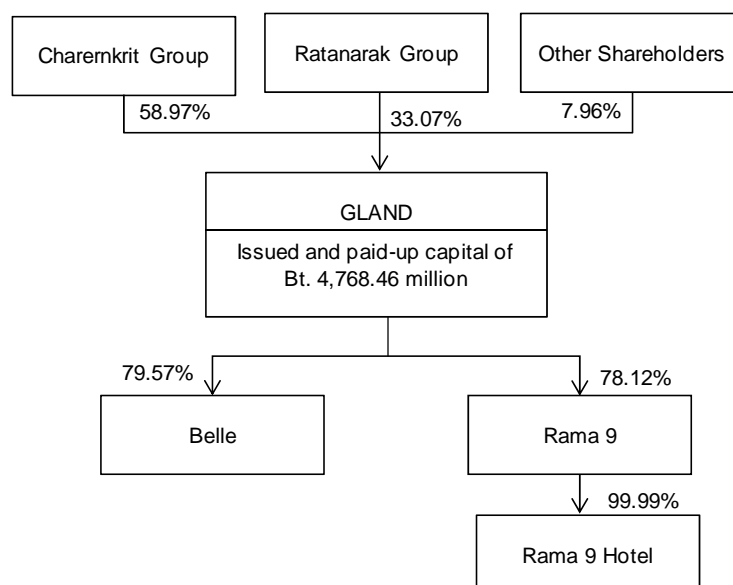 Charernkrit Group
Ratanarak Group
Other Shareholders
58.97%
33.07%
7.96%
GLAND
Issued and paid-up capital of
Bt. 4,768.46 million
79.57%
78.12%
Belle
Rama 9
99.99%
Rama 9 Hotel